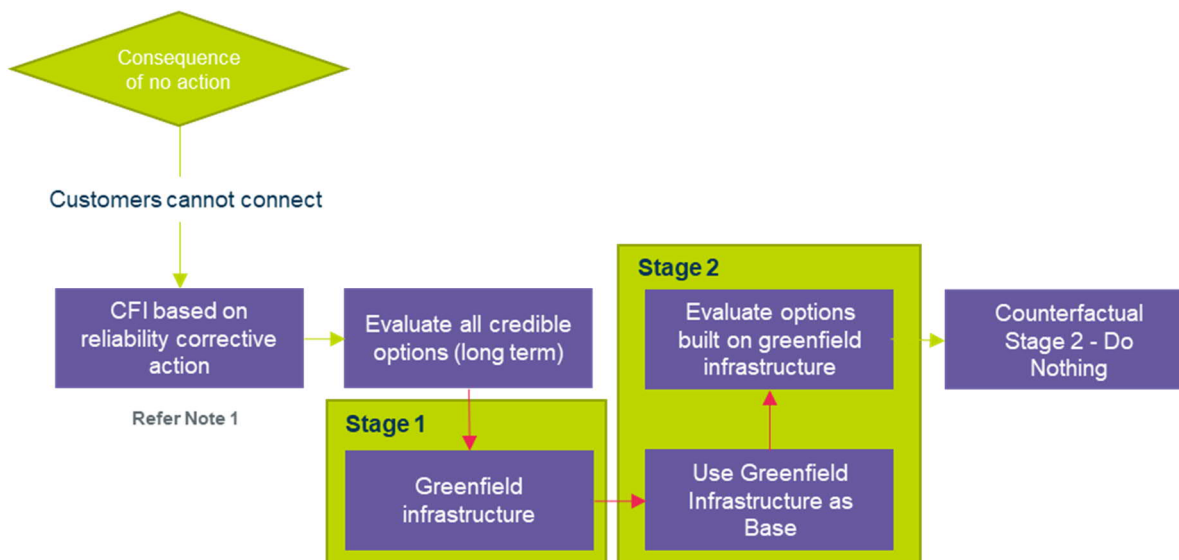 Consequence
of no action
Customers cannot connect
CFI based on
reliability corrective
action
Refer Note 1
Evaluate all credible
options (long term)
Stage 1
Greenfield
infrastructure
Stage 2
Evaluate options
built on greenfield
infrastructure
Use Greenfield
Infrastructure as
Base
Counterfactual
Stage 2 - Do
Nothing